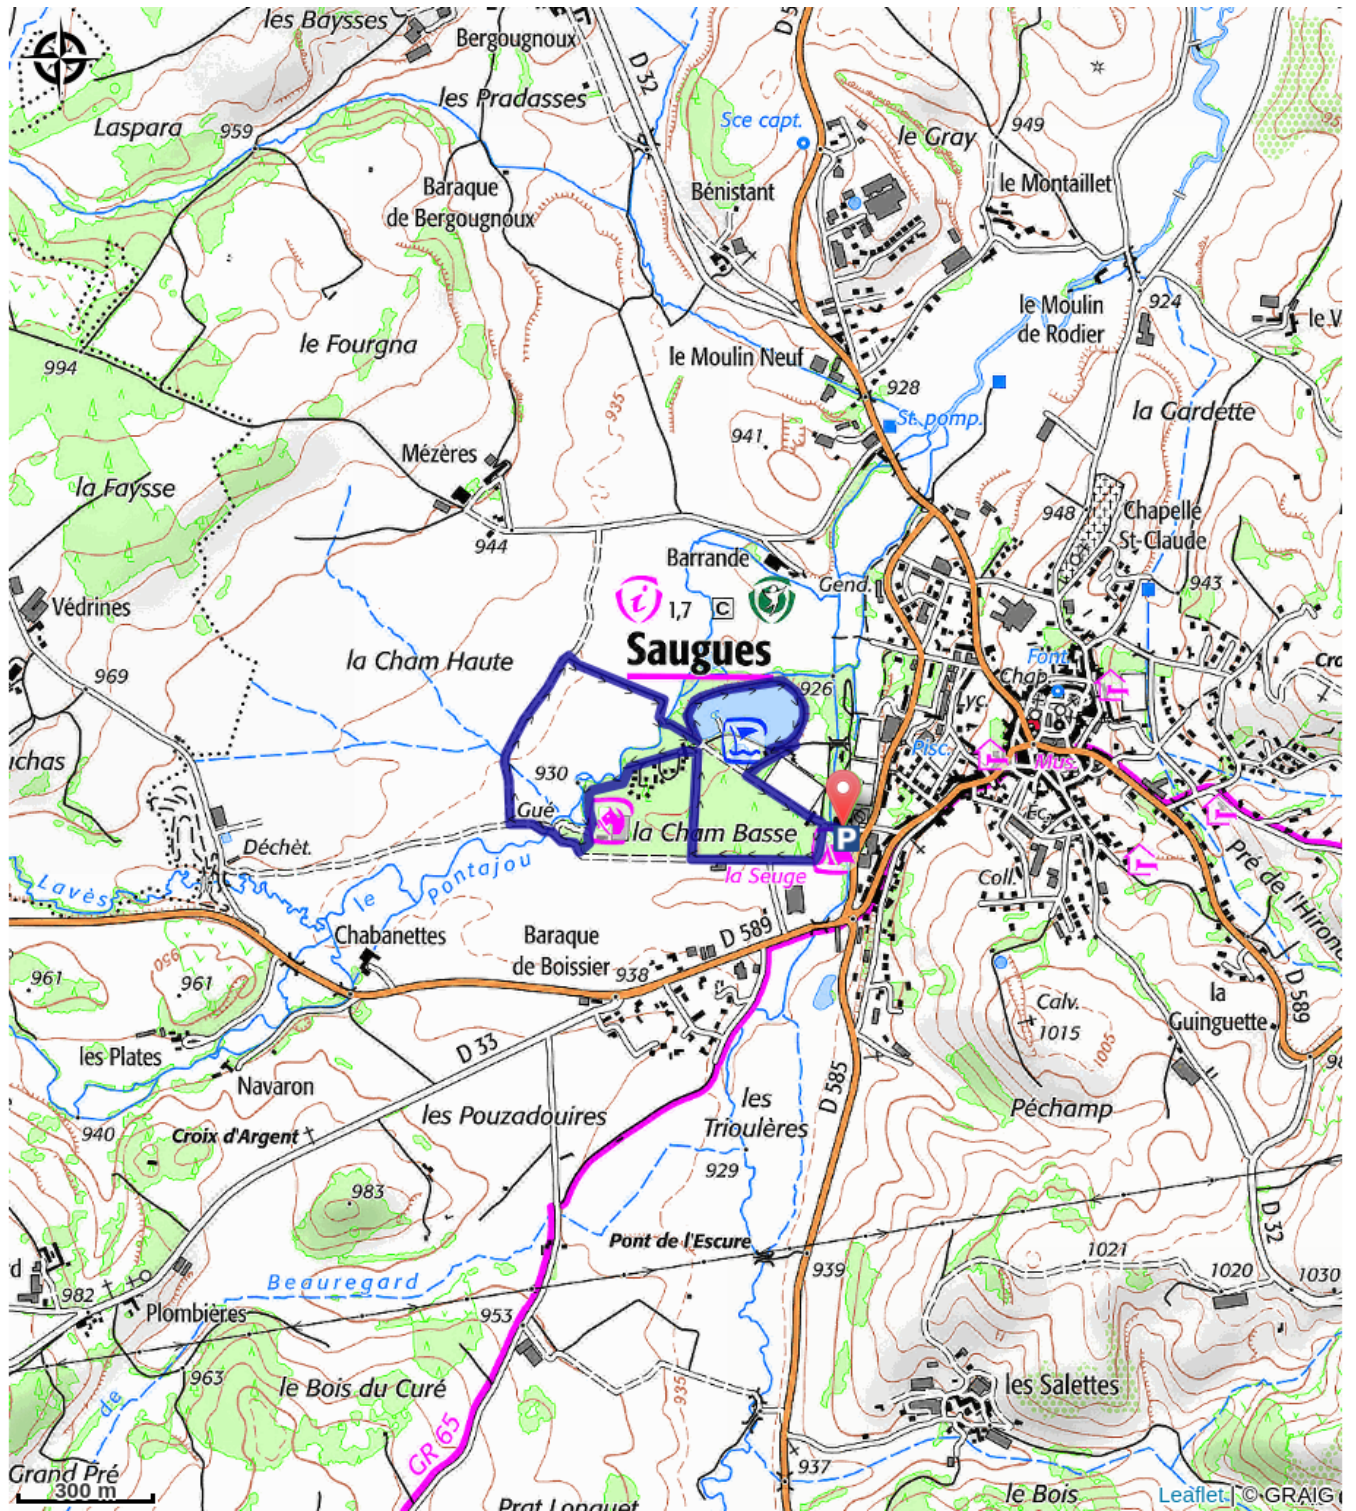 les Baysses
Bergougnoux
D 32
les Pradasses
Laspara
959
Sce capt.
le Gray
949
Baraque
de Bergougnoux
Bénistant
le Montaillet
le Moulin
de Rodier
924
le Fourgna
994
935
le Moulin Neuf
928
St. pomp.
la Gardette
941
Mézères
la Faysse
944
948
Chapelle
St-Claude
943
Barrande
Gend.
Védrines
i 1,7 C
Saugues
la Cham Haute
969
926
Font.
Chap.
Lyc.
Pisc.
Mus.
930
Gué
la Cham Basse
P
Éc.
Déchèt.
Lavès
le pontajou
la Seuge
Coll.
Pré de l'Hirond
Chabanettes
Baraque
de Boissier
938
D 589
950
961
961
Calv.
1015
1005
la
Guinguette
D 589
les Plates
Navaron
D 33
D 585
les Pouzadouires
les
Trioulères
Péchamp
940
Croix d'Argent
929
983
Pont de l'Escure
939
1021
1020
1030
D 32
982
Beauregard
Plombières
953
963
de
le Bois du Curé
935
les Salettes
GR 65
937
Grand Pré
300 m
Prat Longuet
le Bois
Leaflet | © GRAIG